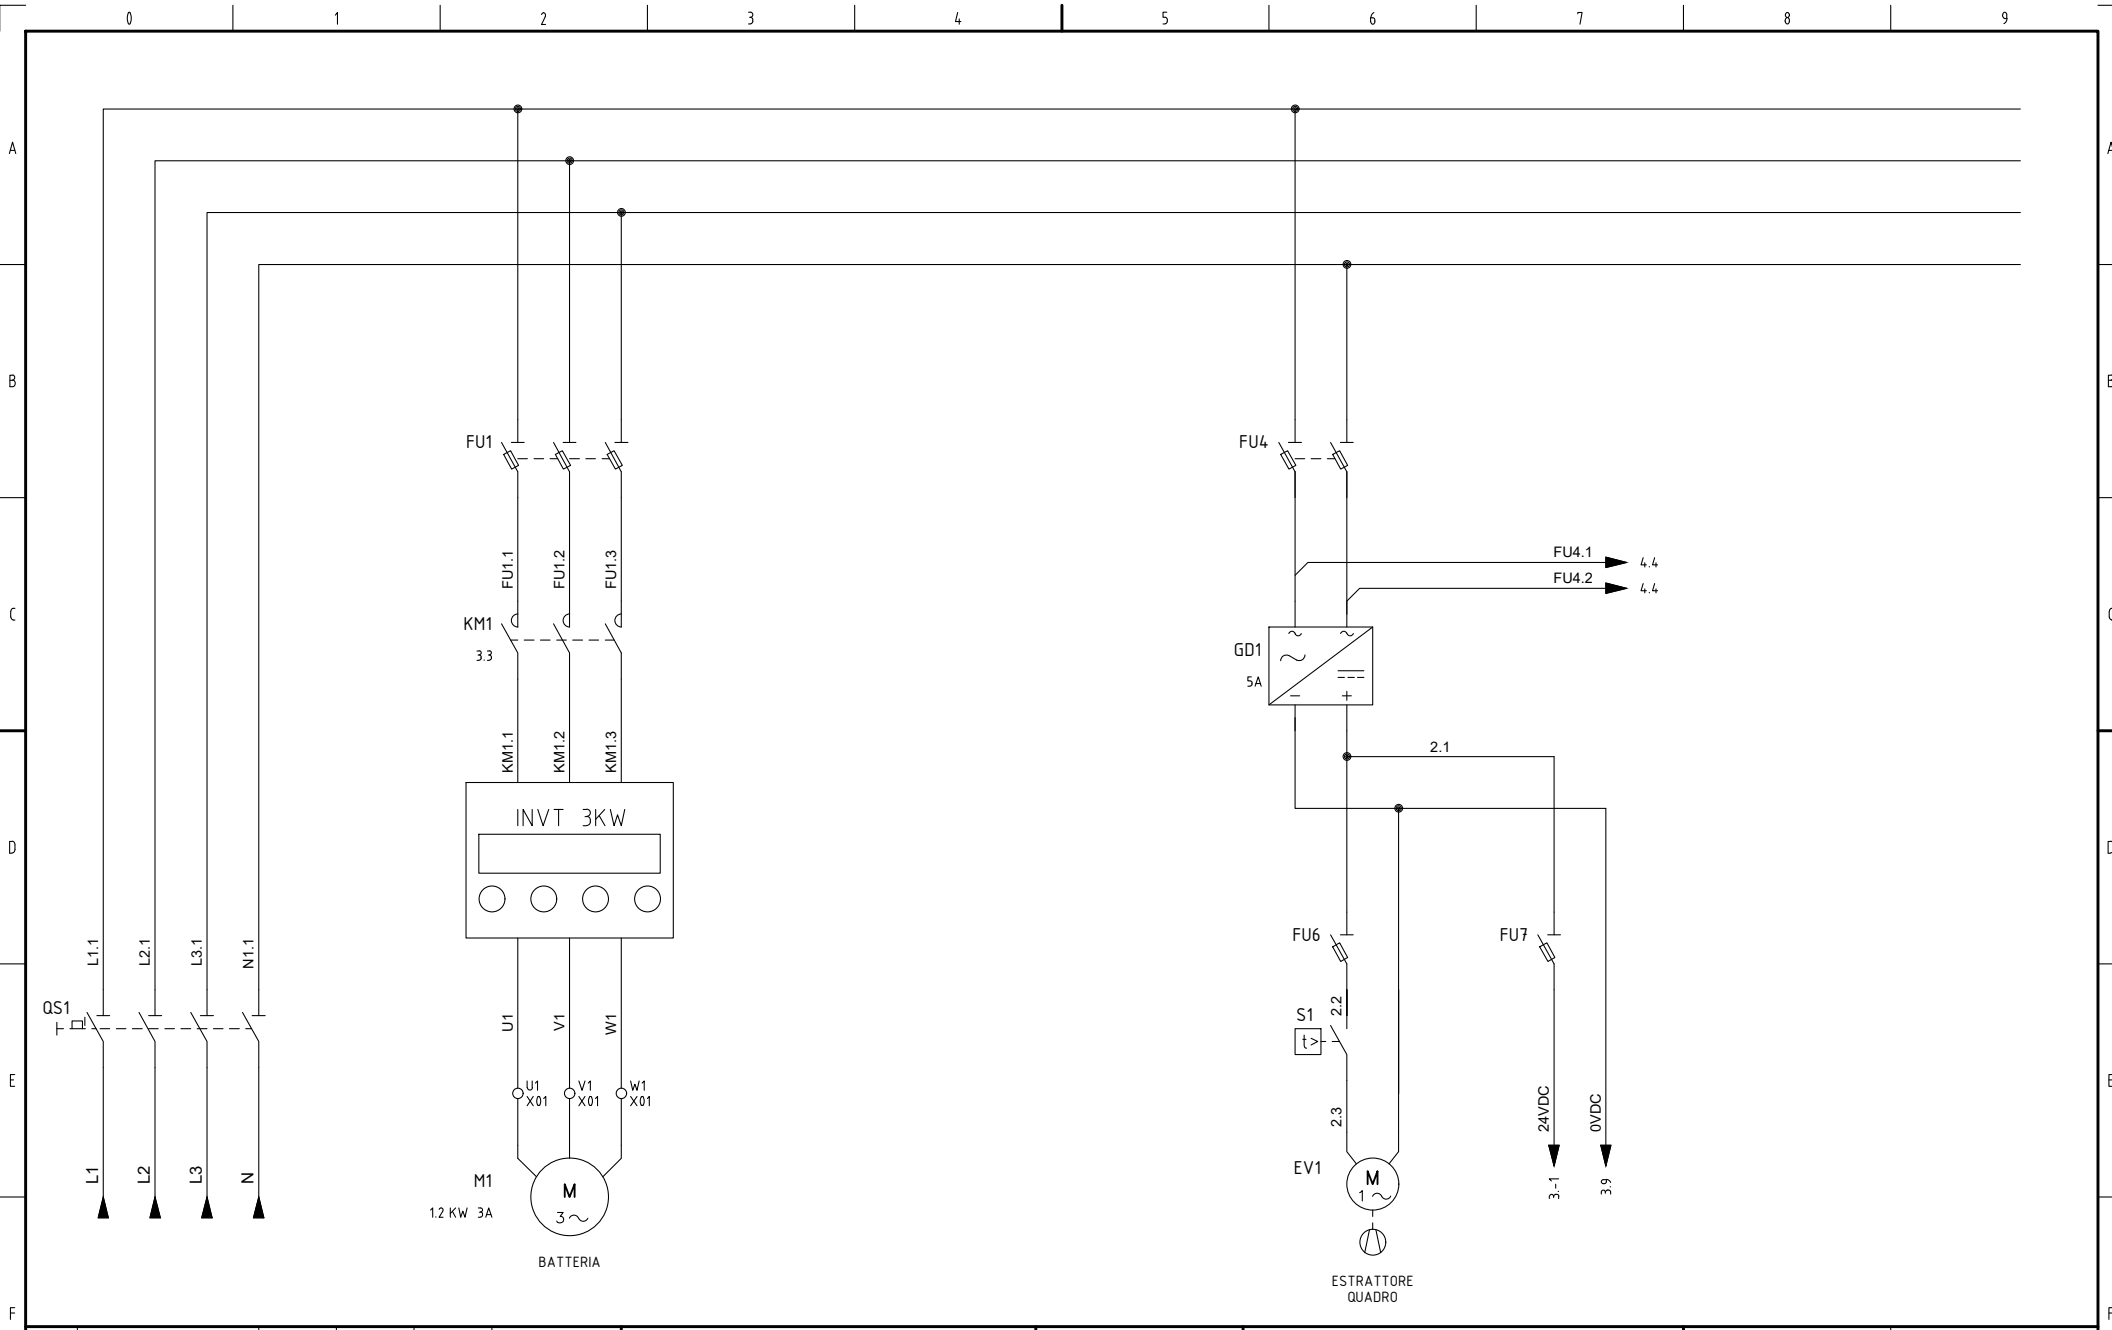 0 1 2 3 4 5 6 7 8 9
A A
B B
FU1
FU4
FU1.1 FU1.2 FU1.3
FU4.1 4.4
FU4.2 4.4
C C
KM1
3.3
GD1
5A
- +
KM1.1 KM1.2 KM1.3
2.1
INVT 3KW
D D
FU6
FU7
L1.1 L2.1 L3.1 N1.1
QS1
2.2
S1
t>
U1 V1 W1
E E
U1 V1 W1
X01 X01 X01
2.3
24VDC 0VDC
L1 L2 L3 N
M1
1.2 KW 3A
M
3~
EV1
M
1~
3.-1 3.9
BATTERIA
ESTRATTORE
QUADRO
F F